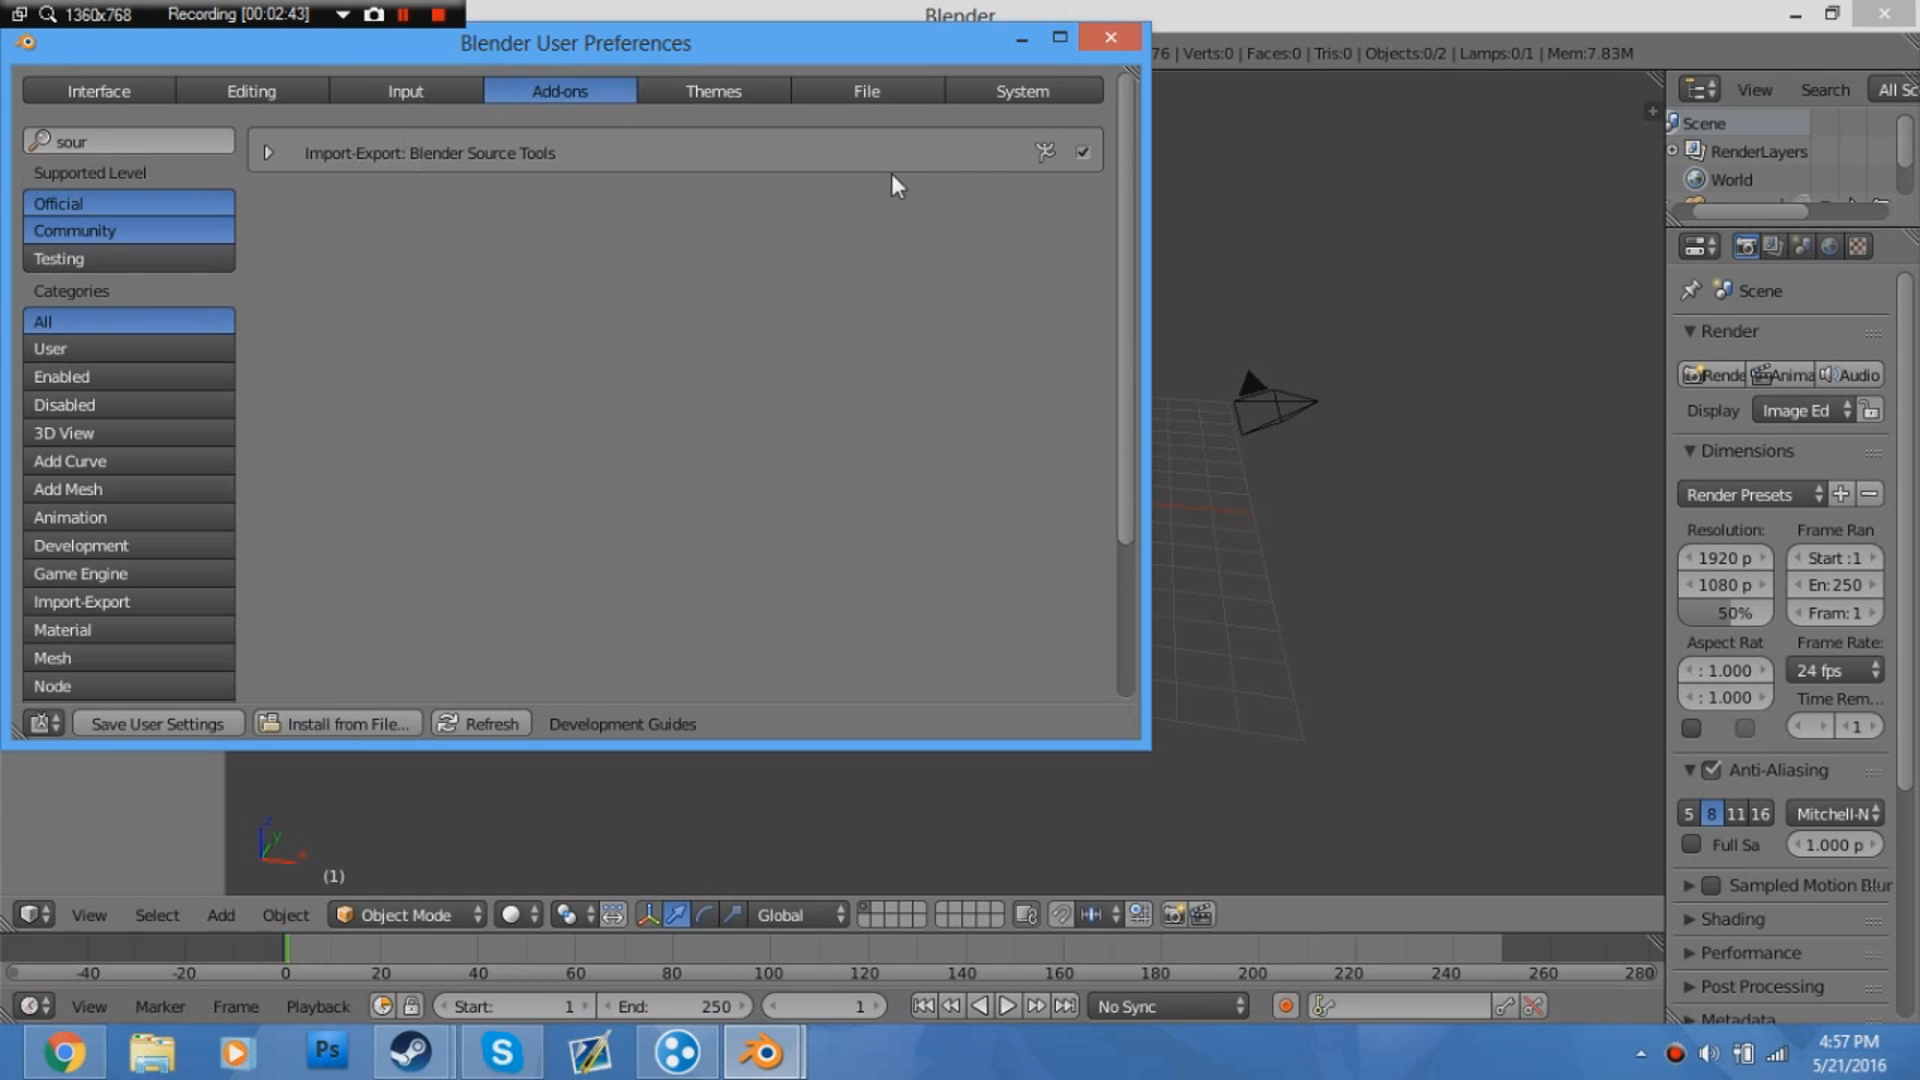 1360x768
Recording [00:02:43]
Blender
Blender User Preferences
76 | Verts:0 | Faces:0 | Tris:0 | Objects:0/2 | Lamps:0/1 | Mem:7.83M
Interface
Editing
Input
Add-ons
Themes
File
System
View
Search
All Sc
sour
Import-Export: Blender Source Tools
Scene
RenderLayers
World
Supported Level
Official
Community
Testing
Categories
All
User
Enabled
Disabled
3D View
Add Curve
Add Mesh
Animation
Development
Game Engine
Import-Export
Material
Mesh
Node
Save User Settings
Install from File...
Refresh
Development Guides
Scene
Render
Rende
Anima
Audio
Display
Image Ed
Dimensions
Render Presets
Resolution:
Frame Ran
1920 p
Start :1
1080 p
En: 250
50%
Fram: 1
Aspect Rat
Frame Rate:
: 1.000
24 fps
: 1.000
Time Rem...
1
Anti-Aliasing
5
8
11
16
Mitchell-N
Full Sa
1.000 p
Sampled Motion Blur
Shading
Performance
Post Processing
Metadata
z
y
x
(1)
View
Select
Add
Object
Object Mode
Global
-40 -20 0 20 40 60 80 100 120 140 160 180 200 220 240 260 280
View
Marker
Frame
Playback
Start: 1
End: 250
1
No Sync
Ps
S
4:57 PM
5/21/2016